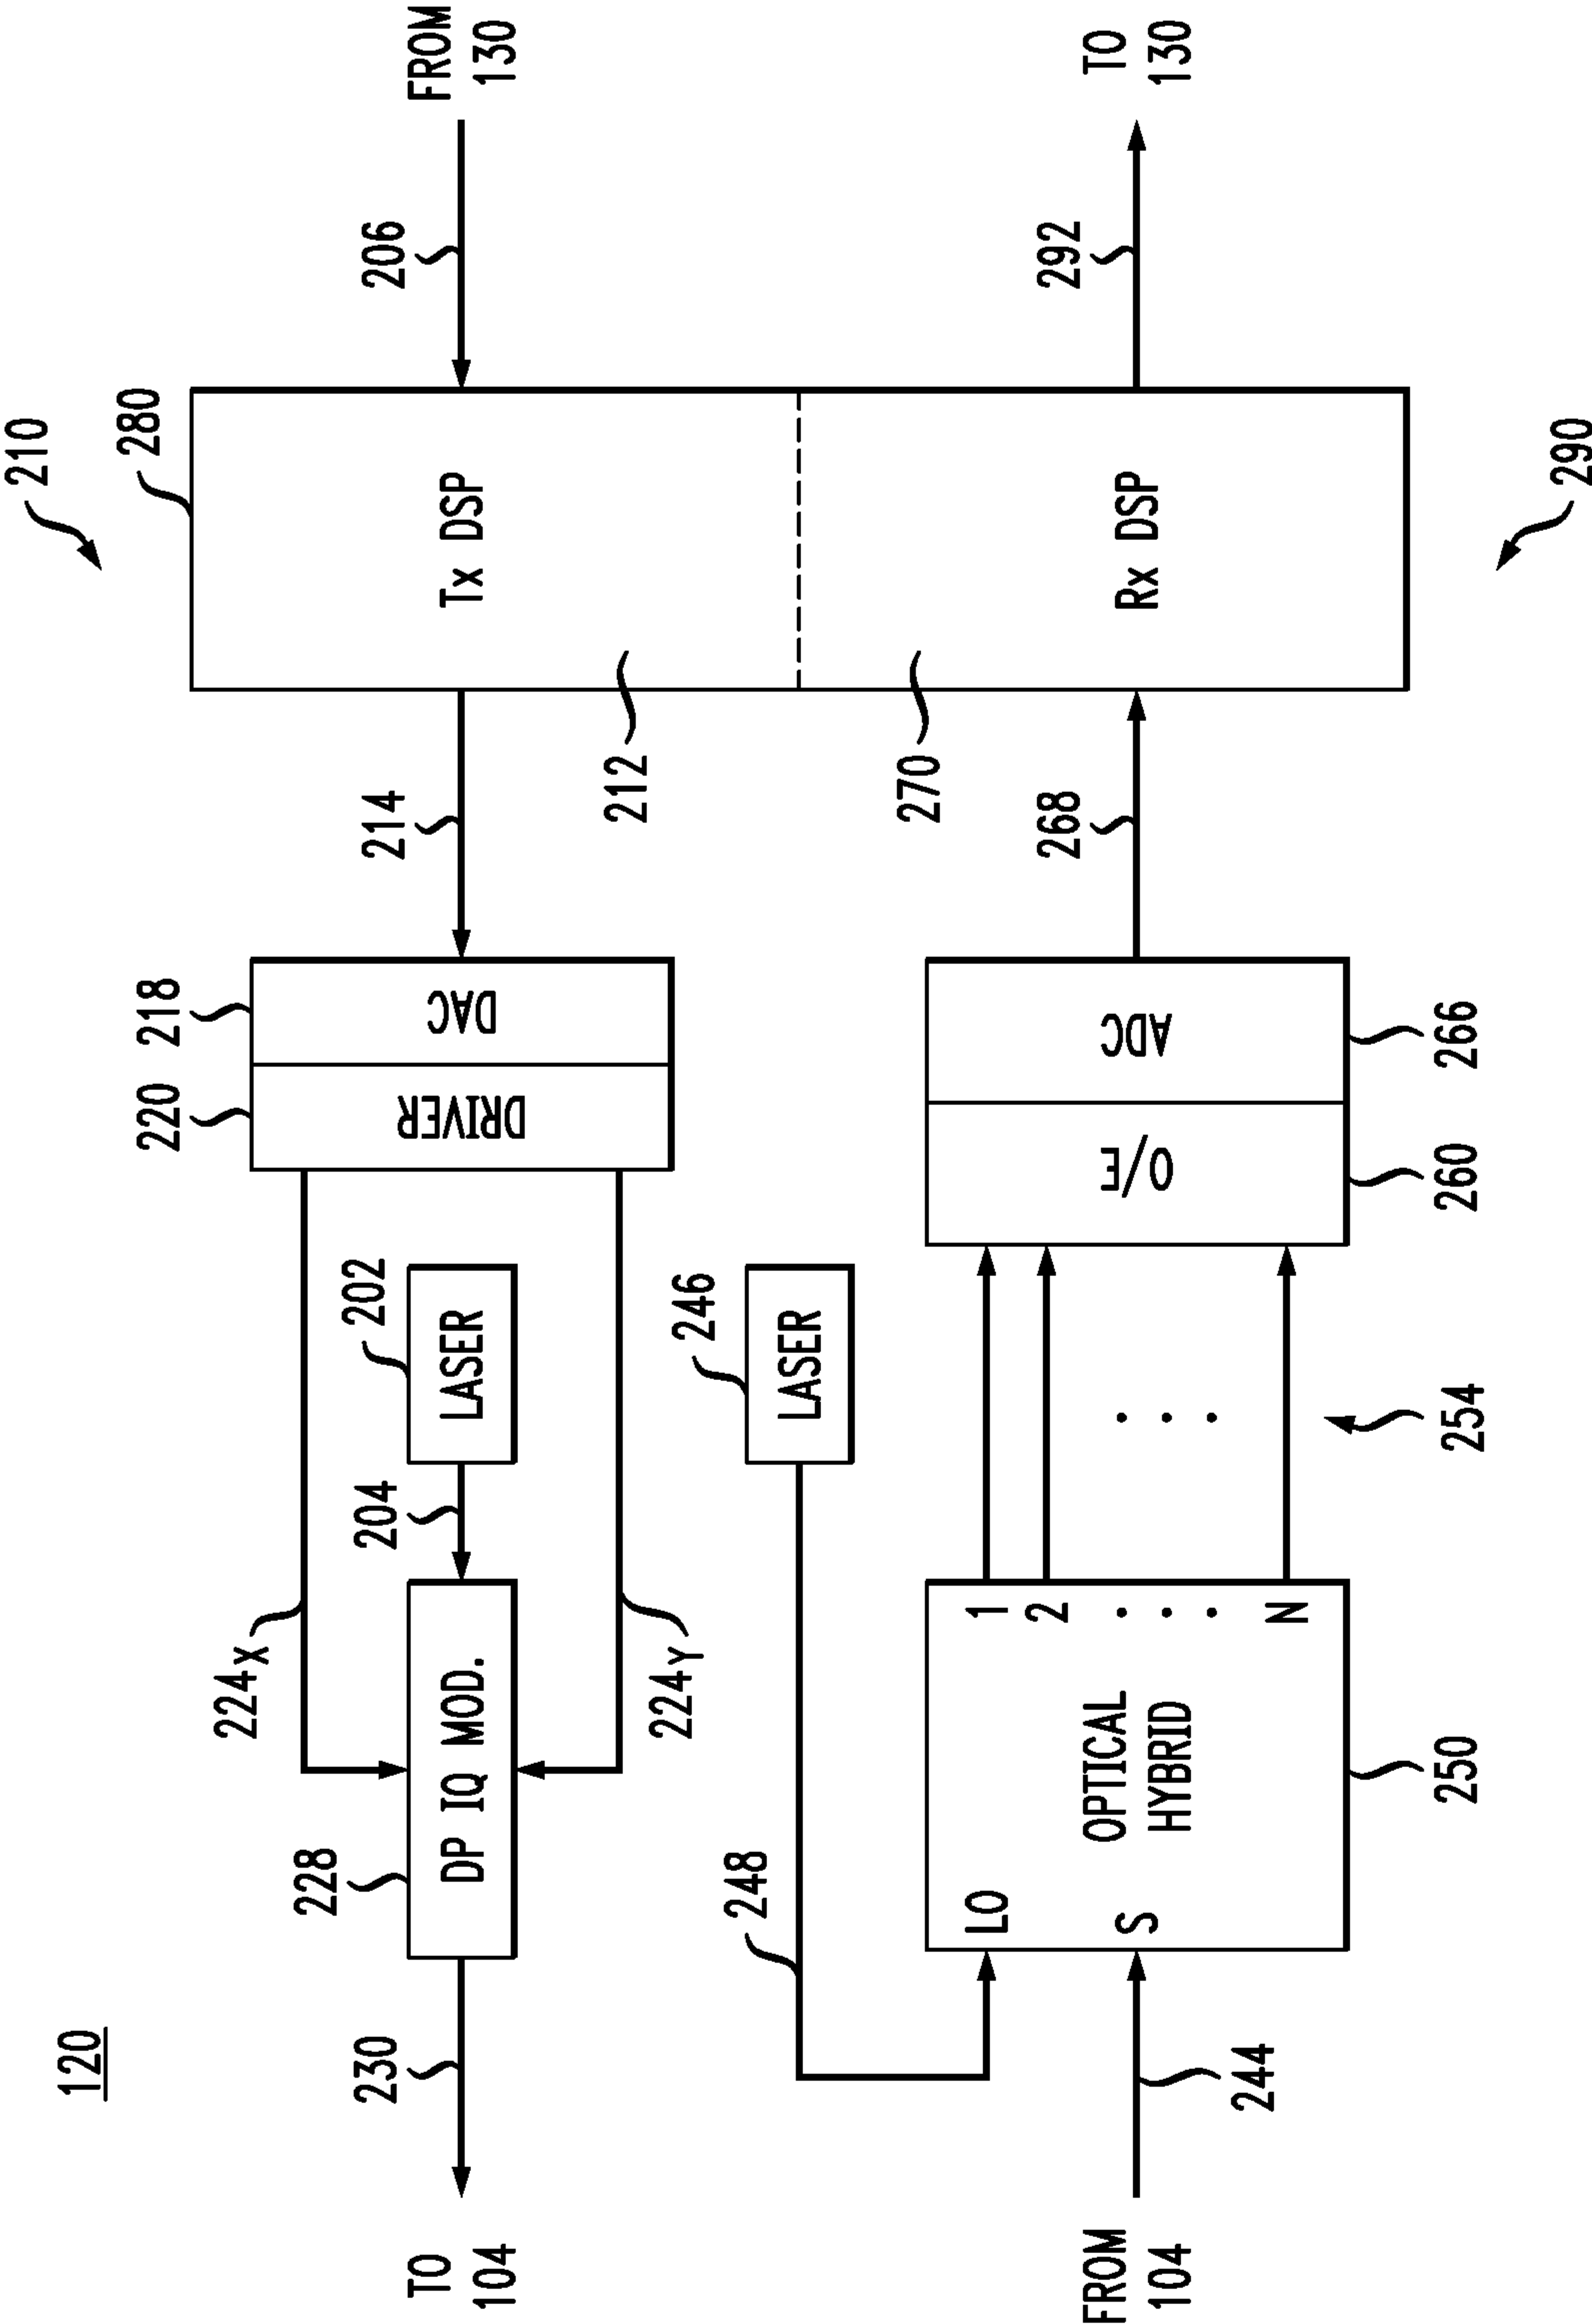 120
210
280
TO
104
230
228
DP IQ MOD.
224X
224Y
204
202
LASER
220
218
DRIVER
DAC
214
212
Tx DSP
206
FROM
130
248
246
LASER
FROM
104
244
LO
S
OPTICAL
HYBRID
1
2
N
250
254
O/E
ADC
260
266
268
270
Rx DSP
292
TO
130
290